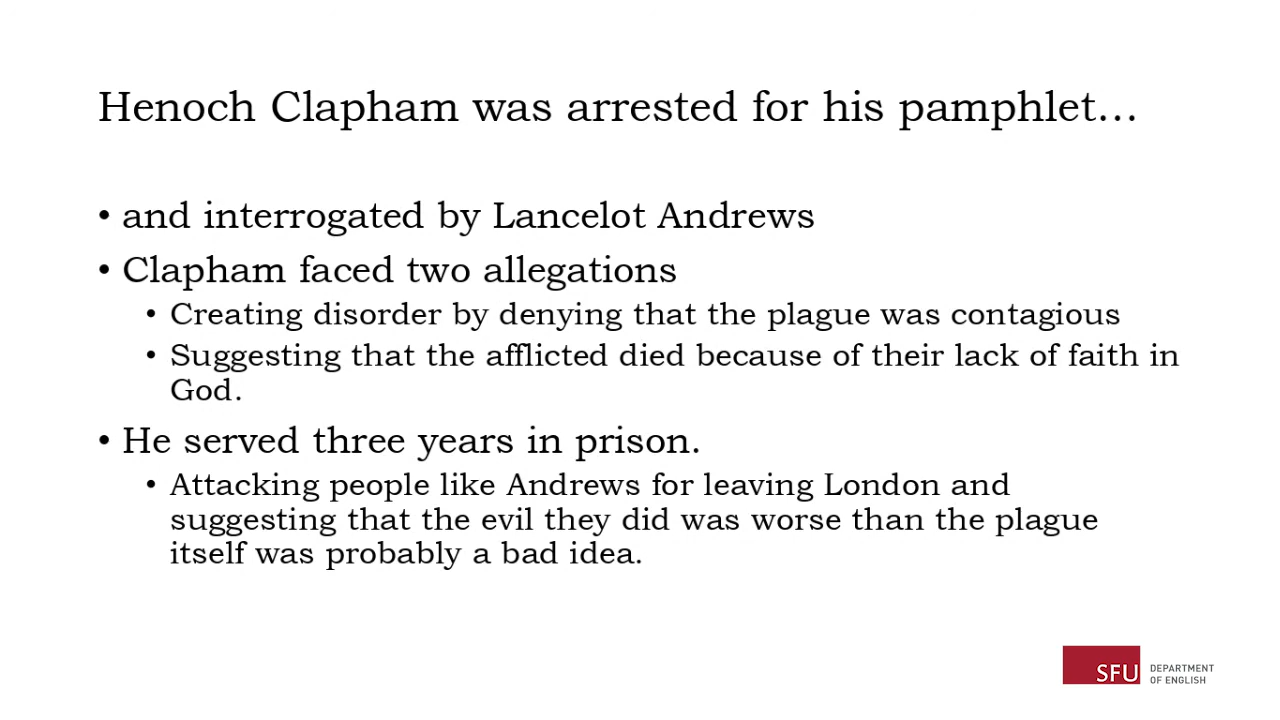 Henoch Clapham was arrested for his pamphlet…
• and interrogated by Lancelot Andrews
• Clapham faced two allegations
• Creating disorder by denying that the plague was contagious
• Suggesting that the afflicted died because of their lack of faith in
God.
• He served three years in prison.
• Attacking people like Andrews for leaving London and
suggesting that the evil they did was worse than the plague
itself was probably a bad idea.
SFU
DEPARTMENT
OF ENGLISH